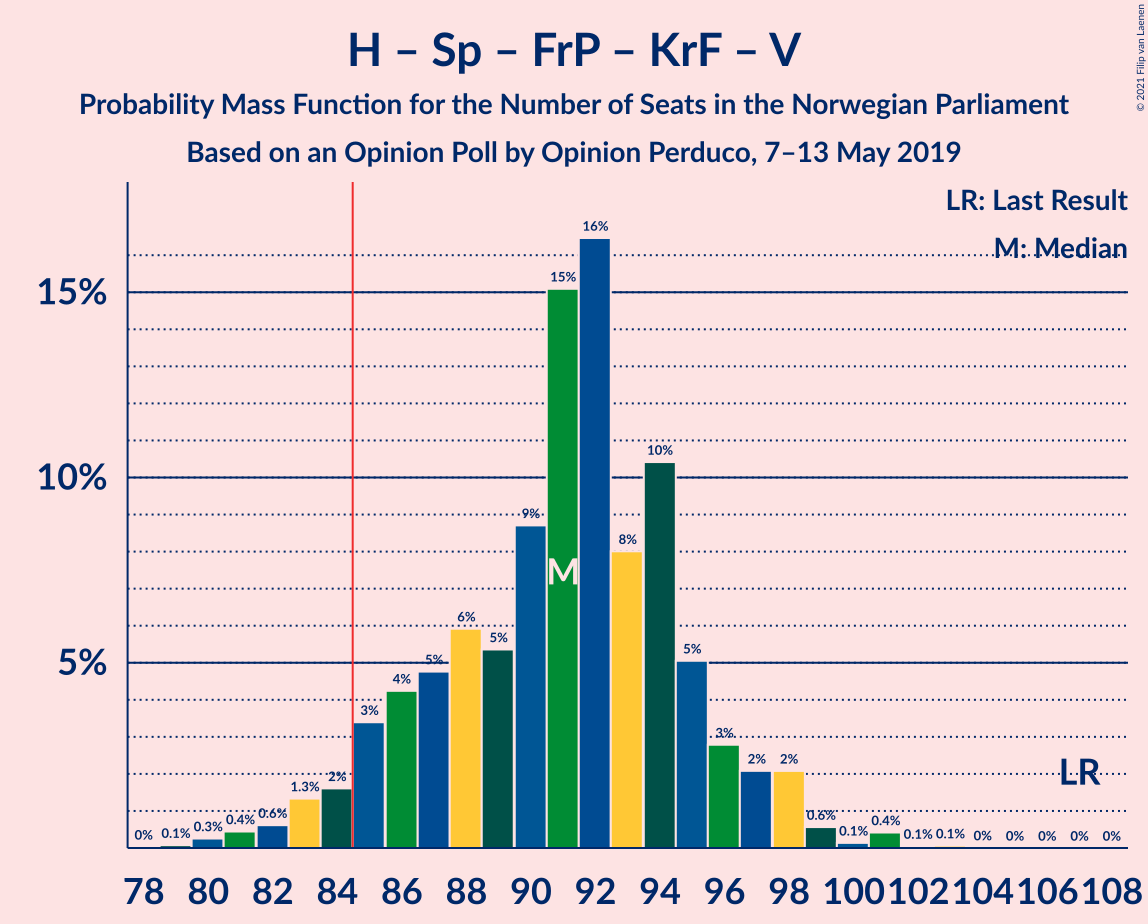 H – Sp – FrP – KrF – V
Probability Mass Function for the Number of Seats in the Norwegian Parliament
Based on an Opinion Poll by Opinion Perduco, 7–13 May 2019
© 2021 Filip van Laenen
LR: Last Result
M: Median
15%
10%
5%
0% 0.1% 0.3% 0.4% 0.6% 1.3% 2% 3% 4% 5% 6% 5% 9% 15% 16% 8% 10% 5% 3% 2% 2% 0.6% 0.1% 0.4% 0.1% 0.1% 0% 0% 0% 0% 0%
M
LR
78 80 82 84 86 88 90 92 94 96 98 100 102 104 106 108